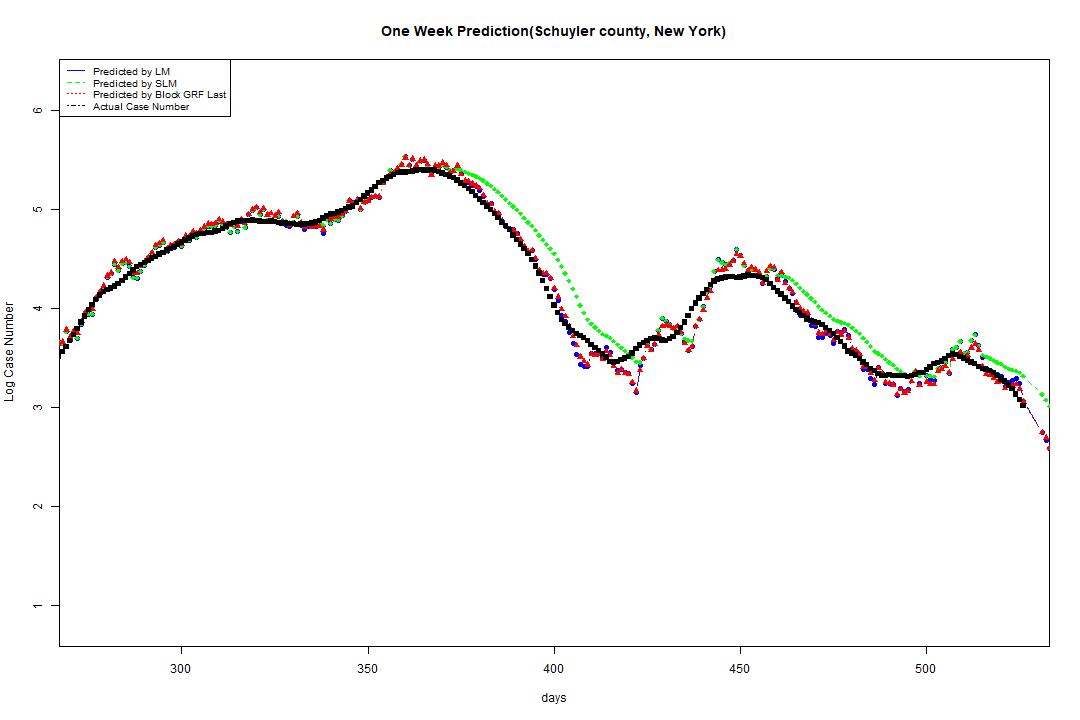 One Week Prediction(Schuyler county, New York)
Predicted by LM
Predicted by SLM
Predicted by Block GRF Last
Actual Case Number
6
5
4
3
2
1
Log Case Number
300 350 400 450 500
days